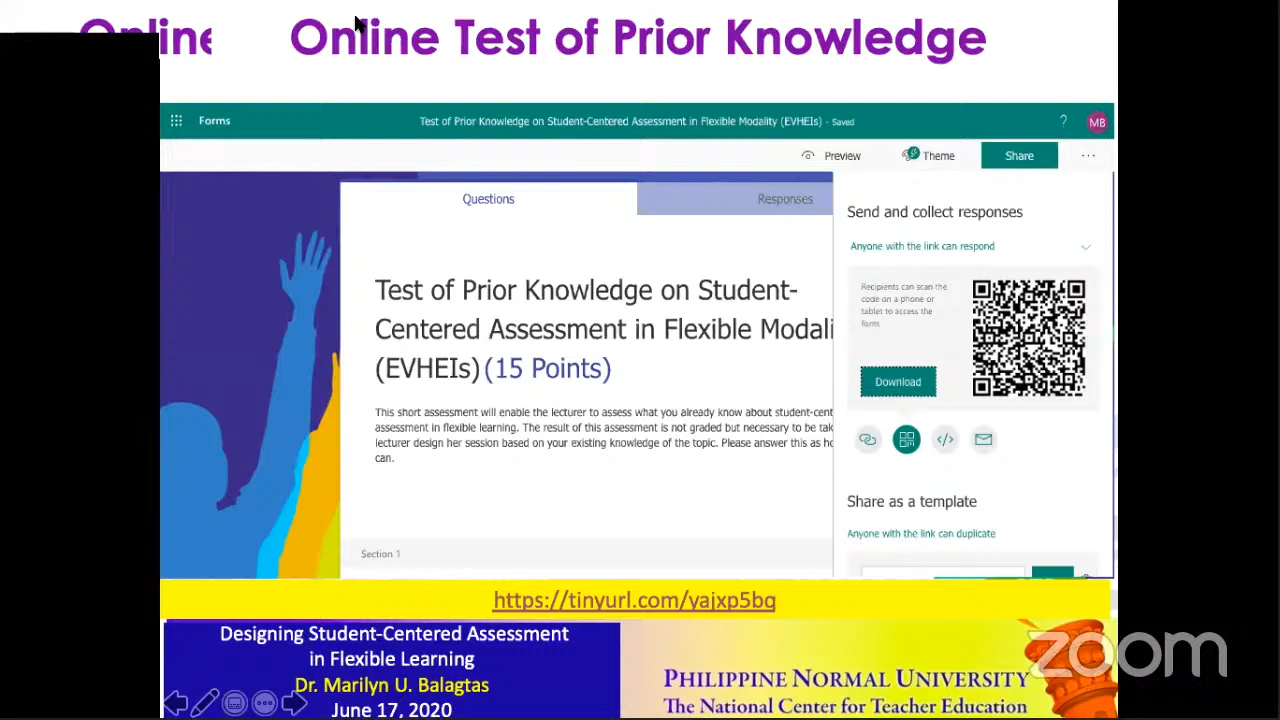 Online
Online Test of Prior Knowledge
Forms
Test of Prior Knowledge on Student-Centered Assessment in Flexible Modality (EVHEIs) - Saved
?
MB
Preview
Theme
Share
...
Questions
Responses
Send and collect responses
Anyone with the link can respond
Recipients can scan the
code on a phone or
tablet to access the
form
Download
</>
Share as a template
Anyone with the link can duplicate
Test of Prior Knowledge on Student-
Centered Assessment in Flexible Modali
(EVHEIs) (15 Points)
This short assessment will enable the lecturer to assess what you already know about student-cent
assessment in flexible learning. The result of this assessment is not graded but necessary to be tak
lecturer design her session based on your existing knowledge of the topic. Please answer this as ho
can.
Section 1
https://tinyurl.com/yajxp5bq
Designing Student-Centered Assessment
in Flexible Learning
Dr. Marilyn U. Balagtas
June 17, 2020
PHILIPPINE NORMAL UNIVERSITY
The National Center for Teacher Education
zoom